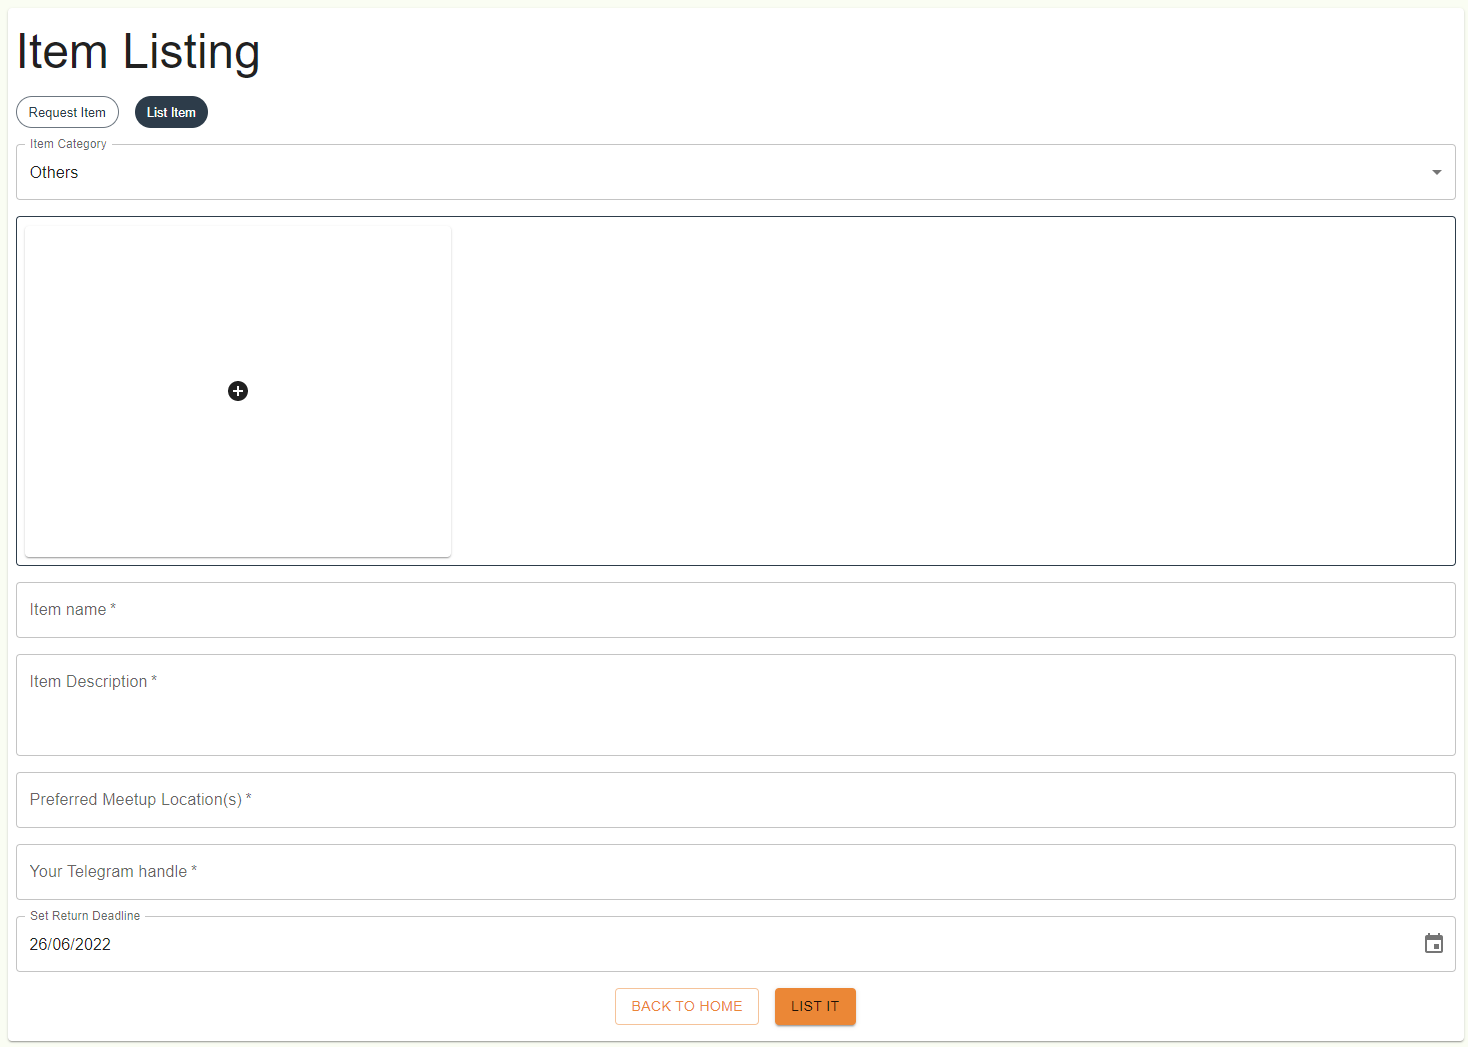 Item Listing
Request Item
List Item
Item Category
Others
Item name *
Item Description *
Preferred Meetup Location(s) *
Your Telegram handle *
Set Return Deadline
26/06/2022
BACK TO HOME
LIST IT